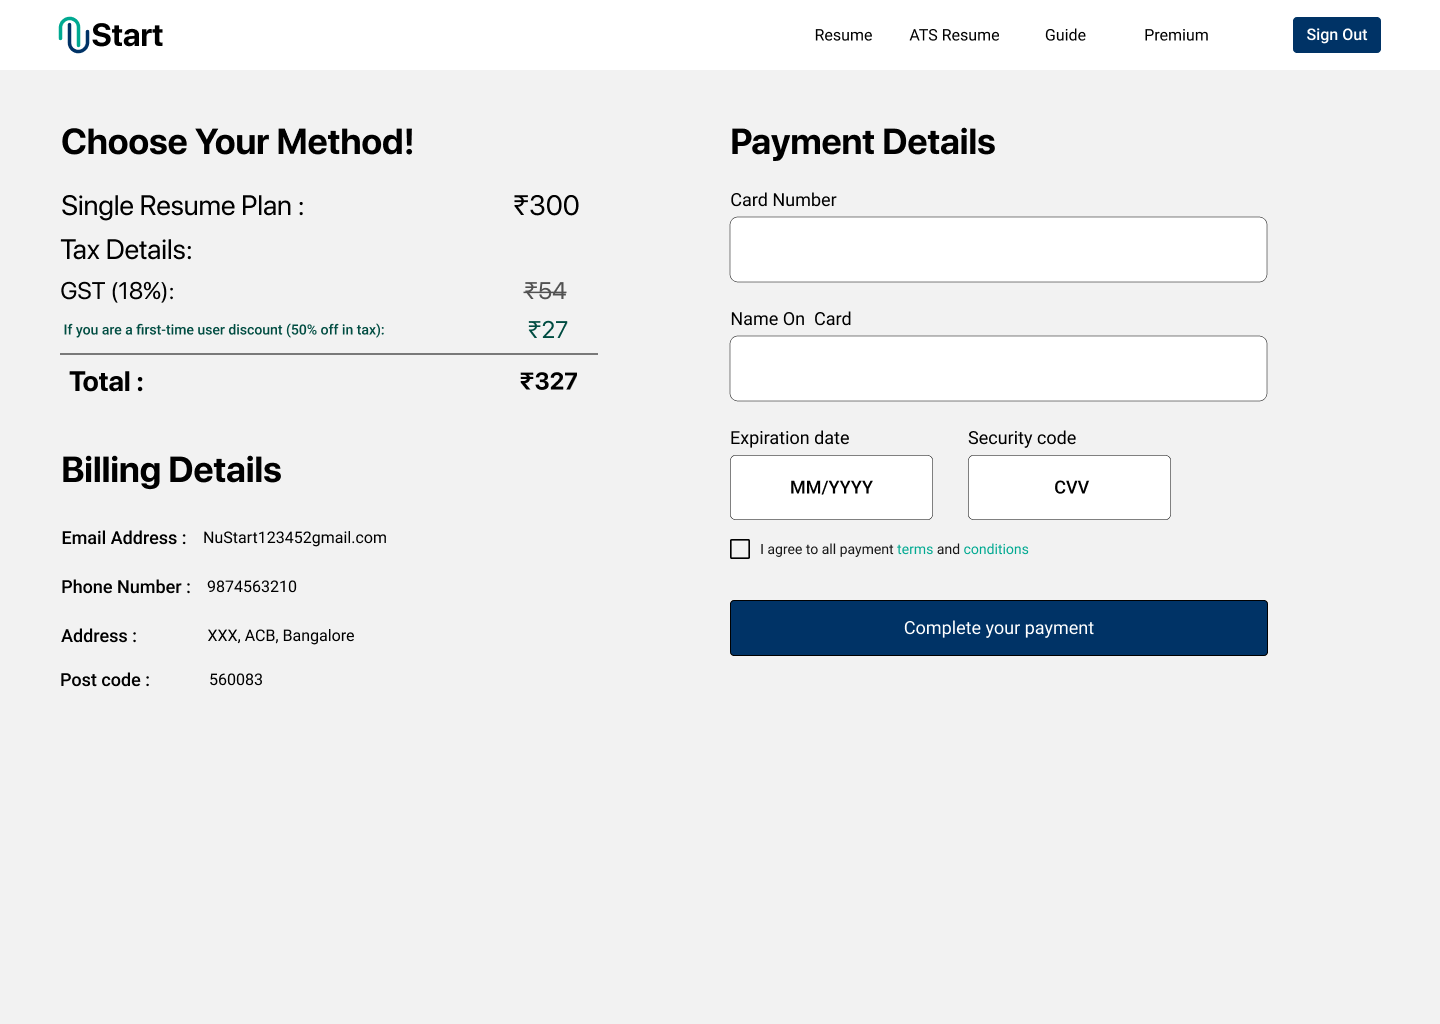 Start
Resume ATS Resume Guide Premium Sign Out
Choose Your Method!
Single Resume Plan : ₹300
Tax Details:
GST (18%): ₹54
If you are a first-time user discount (50% off in tax): ₹27
Total : ₹327
Billing Details
Email Address : NuStart123452gmail.com
Phone Number : 9874563210
Address : XXX, ACB, Bangalore
Post code : 560083
Payment Details
Card Number
Name On Card
Expiration date Security code
MM/YYYY CVV
I agree to all payment terms and conditions
Complete your payment